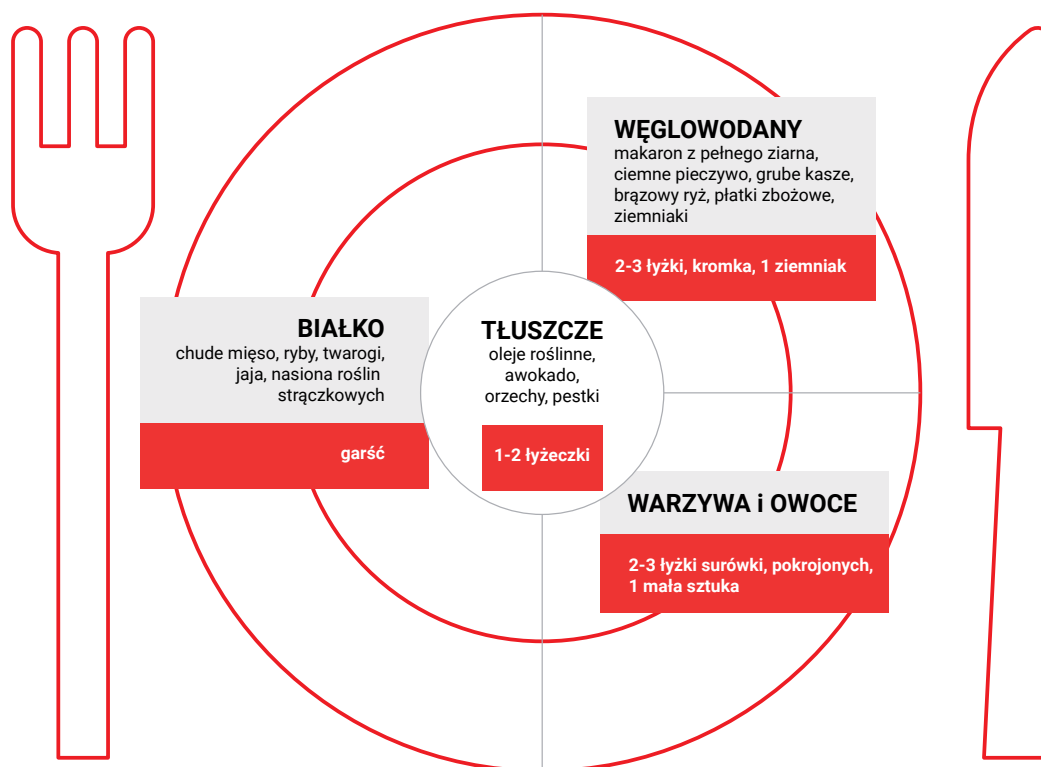 WĘGLOWODANY
makaron z pełnego ziarna,
ciemne pieczywo, grube kasze,
brązowy ryż, płatki zbożowe,
ziemniaki
2-3 łyżki, kromka, 1 ziemniak
BIAŁKO
chude mięso, ryby, twarogi,
jaja, nasiona roślin
strączkowych
garść
TŁUSZCZE
oleje roślinne,
awokado,
orzechy, pestki
1-2 łyżeczki
WARZYWA i OWOCE
2-3 łyżki surówki, pokrojonych,
1 mała sztuka